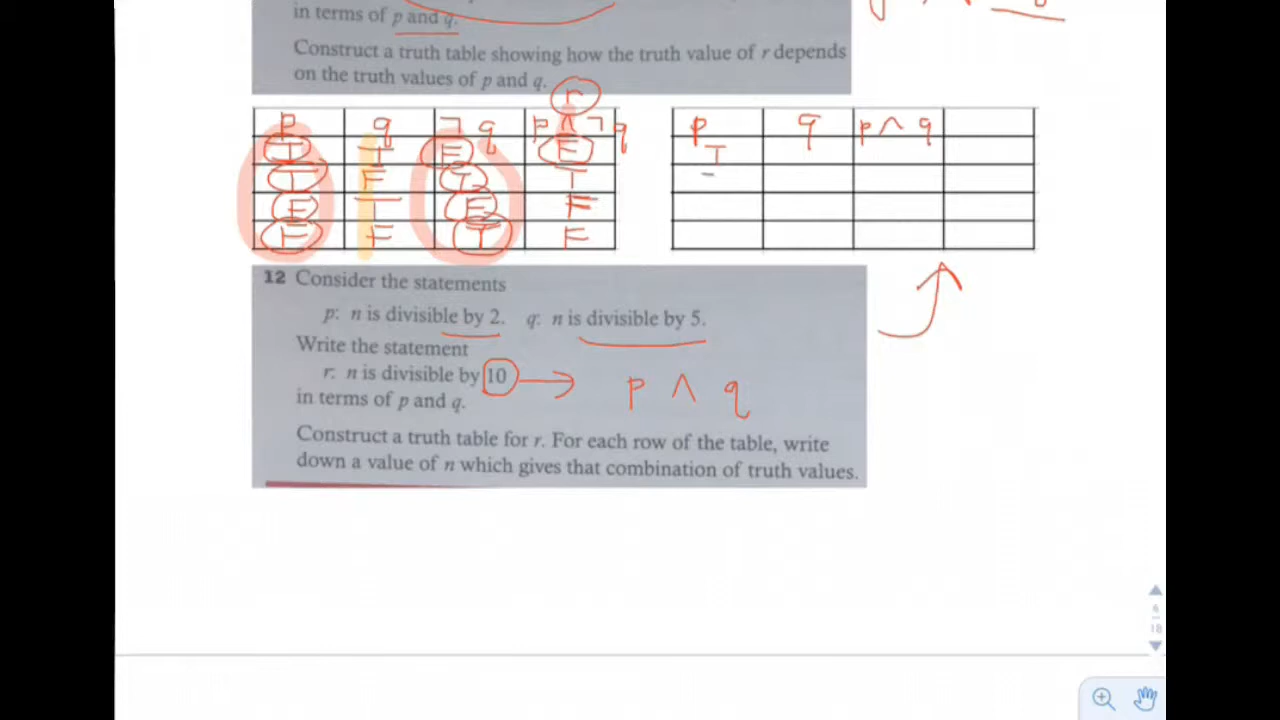 in terms of p and q.
Construct a truth table showing how the truth value of r depends
on the truth values of p and q.
r
p q ¬q p ∧ ¬q
T T F F
T F T T
F T F F
F F T F
p q p ∧ q
T
12 Consider the statements
p: n is divisible by 2. q: n is divisible by 5.
Write the statement
r: n is divisible by 10
in terms of p and q.
p ∧ q
Construct a truth table for r. For each row of the table, write
down a value of n which gives that combination of truth values.
6
18